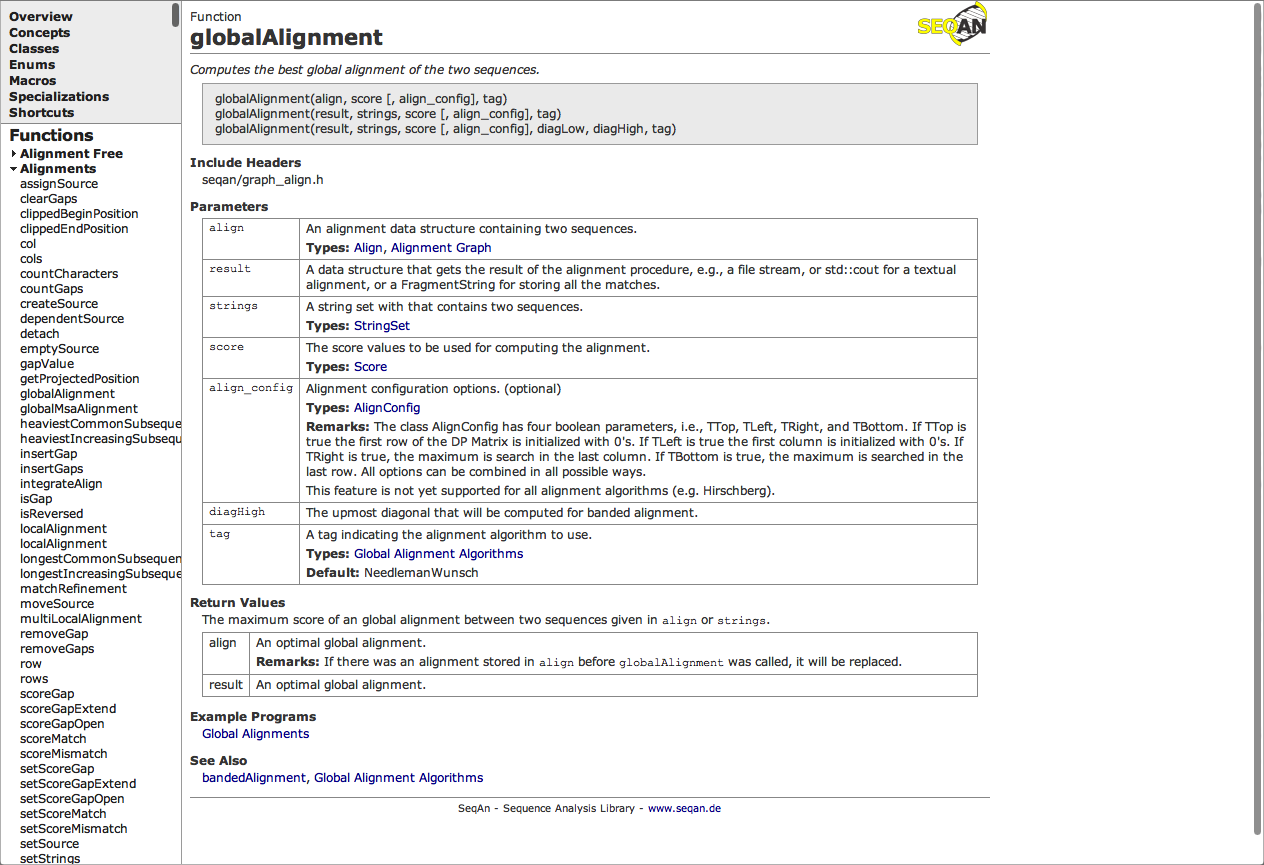 Overview
Concepts
Classes
Enums
Macros
Specializations
Shortcuts
Functions
Alignment Free
Alignments
assignSource
clearGaps
clippedBeginPosition
clippedEndPosition
col
cols
countCharacters
countGaps
createSource
dependentSource
detach
emptySource
gapValue
getProjectedPosition
globalAlignment
globalMsaAlignment
heaviestCommonSubseque
heaviestIncreasingSubsequ
insertGap
insertGaps
integrateAlign
isGap
isReversed
localAlignment
localAlignment
longestCommonSubsequen
longestIncreasingSubseque
matchRefinement
moveSource
multiLocalAlignment
removeGap
removeGaps
row
rows
scoreGap
scoreGapExtend
scoreGapOpen
scoreMatch
scoreMismatch
setScoreGap
setScoreGapExtend
setScoreGapOpen
setScoreMatch
setScoreMismatch
setSource
setStrings
Function
SEQAN
globalAlignment
Computes the best global alignment of the two sequences.
globalAlignment(align, score [, align_config], tag)
globalAlignment(result, strings, score [, align_config], tag)
globalAlignment(result, strings, score [, align_config], diagLow, diagHigh, tag)
Include Headers
seqan/graph_align.h
Parameters
align An alignment data structure containing two sequences.
Types: Align, Alignment Graph
result A data structure that gets the result of the alignment procedure, e.g., a file stream, or std::cout for a textual
alignment, or a FragmentString for storing all the matches.
strings A string set with that contains two sequences.
Types: StringSet
score The score values to be used for computing the alignment.
Types: Score
align_config Alignment configuration options. (optional)
Types: AlignConfig
Remarks: The class AlignConfig has four boolean parameters, i.e., TTop, TLeft, TRight, and TBottom. If TTop is
true the first row of the DP Matrix is initialized with 0's. If TLeft is true the first column is initialized with 0's. If
TRight is true, the maximum is search in the last column. If TBottom is true, the maximum is searched in the
last row. All options can be combined in all possible ways.
This feature is not yet supported for all alignment algorithms (e.g. Hirschberg).
diagHigh The upmost diagonal that will be computed for banded alignment.
tag A tag indicating the alignment algorithm to use.
Types: Global Alignment Algorithms
Default: NeedlemanWunsch
Return Values
The maximum score of an global alignment between two sequences given in align or strings.
align An optimal global alignment.
Remarks: If there was an alignment stored in align before globalAlignment was called, it will be replaced.
result An optimal global alignment.
Example Programs
Global Alignments
See Also
bandedAlignment, Global Alignment Algorithms
SeqAn - Sequence Analysis Library - www.seqan.de